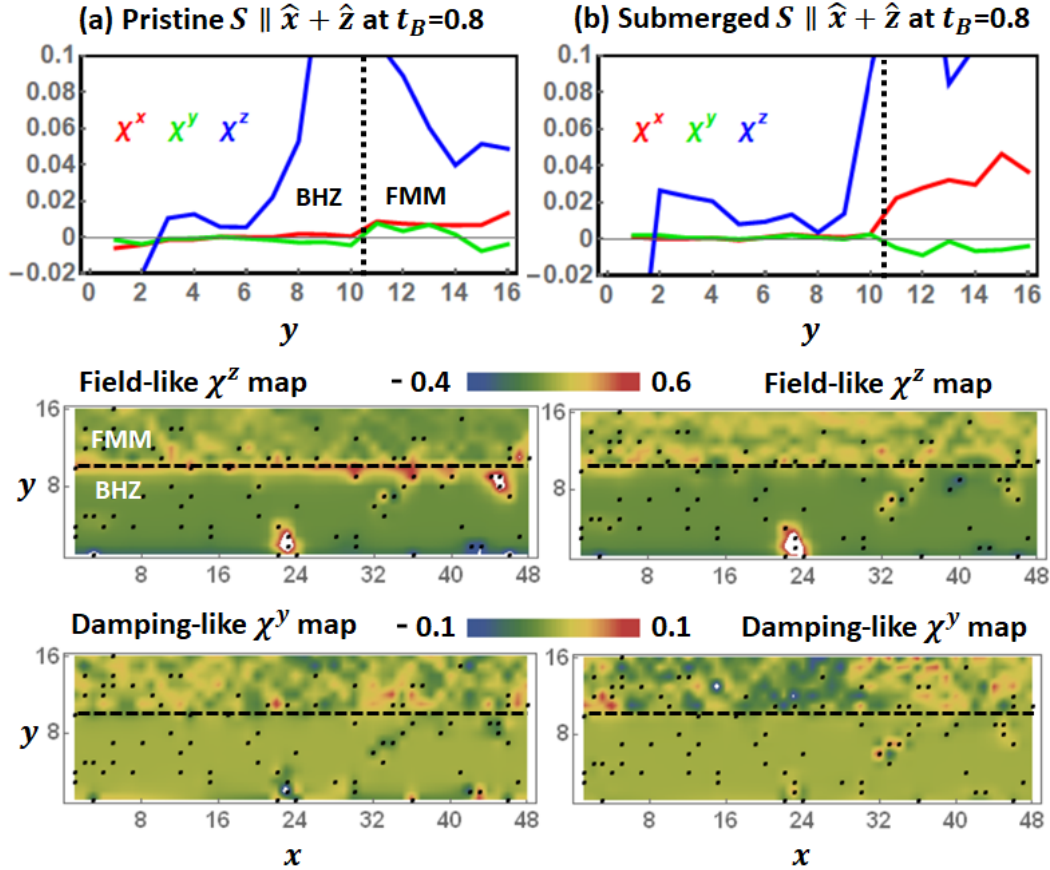 (a) Pristine S ∥ x̂ + ẑ at t_B=0.8
(b) Submerged S ∥ x̂ + ẑ at t_B=0.8
0.1
0.08
0.06
0.04
0.02
0
−0.02
χ^x χ^y χ^z
BHZ FMM
0 2 4 6 8 10 12 14 16
y
0.1
0.08
0.06
0.04
0.02
0
−0.02
χ^x χ^y χ^z
0 2 4 6 8 10 12 14 16
y
Field-like χ^z map
- 0.4 0.6
Field-like χ^z map
16
FMM
y 8
BHZ
8 16 24 32 40 48
16
8
8 16 24 32 40 48
Damping-like χ^y map
- 0.1 0.1
Damping-like χ^y map
16
y 8
8 16 24 32 40 48
x
16
8
8 16 24 32 40 48
x